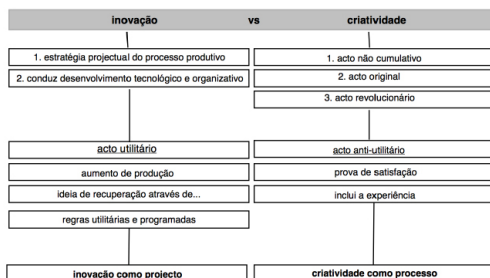 inovação vs criatividade
1. estratégia projectual do processo produtivo
2. conduz desenvolvimento tecnológico e organizativo
1. acto não cumulativo
2. acto original
3. acto revolucionário
acto utilitário
aumento de produção
ideia de recuperação através de...
regras utilitárias e programadas
acto anti-utilitário
prova de satisfação
inclui a experiência
inovação como projecto
criatividade como processo